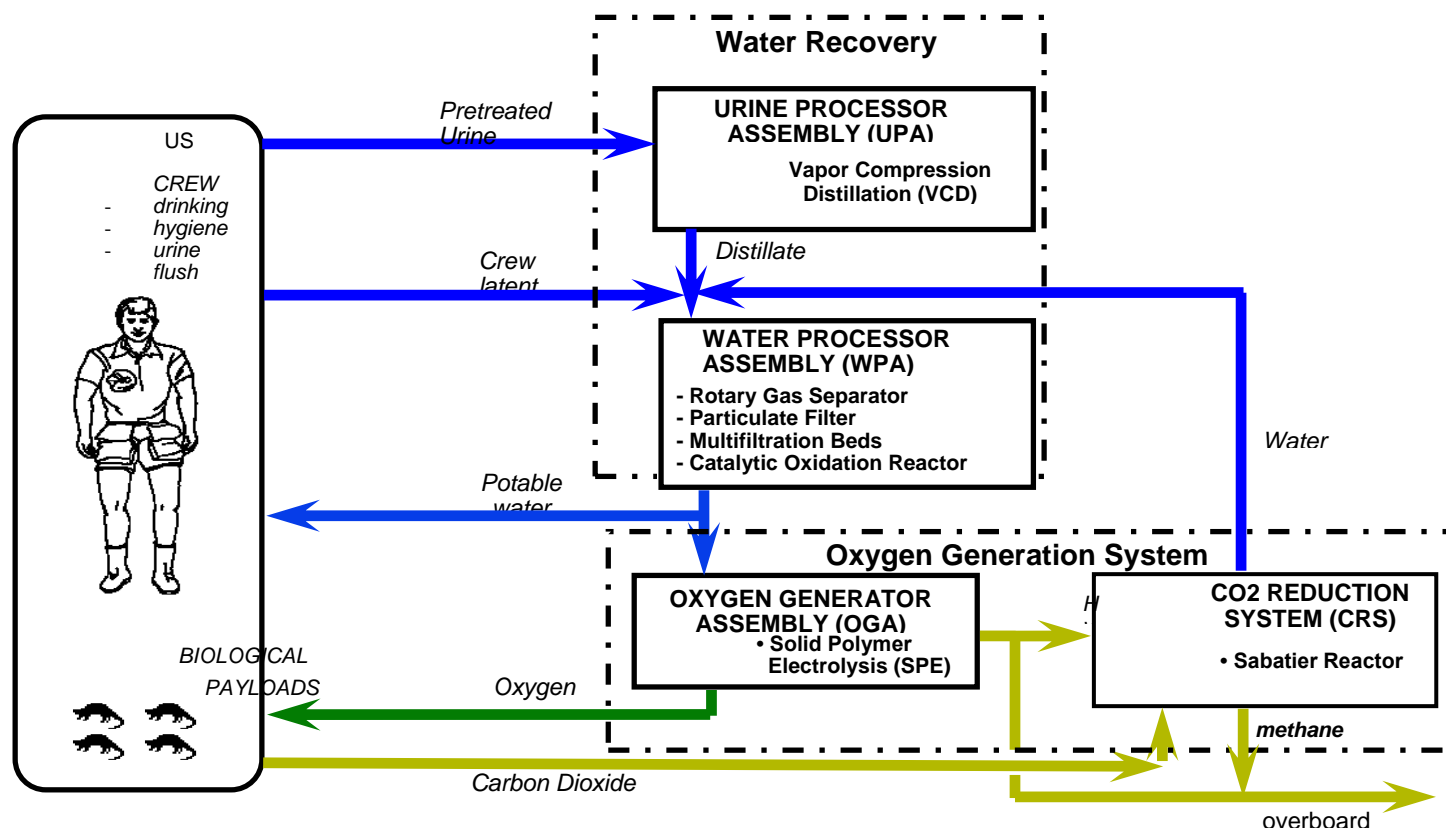 Water Recovery
Pretreated
Urine
URINE PROCESSOR
ASSEMBLY (UPA)
Vapor Compression
Distillation (VCD)
US
CREW
- drinking
- hygiene
- urine
flush
Distillate
Crew
latent
WATER PROCESSOR
ASSEMBLY (WPA)
- Rotary Gas Separator
- Particulate Filter
- Multifiltration Beds
- Catalytic Oxidation Reactor
Water
Potable
water
Oxygen Generation System
OXYGEN GENERATOR
ASSEMBLY (OGA)
• Solid Polymer
Electrolysis (SPE)
H
CO2 REDUCTION
SYSTEM (CRS)
• Sabatier Reactor
BIOLOGICAL
PAYLOADS
Oxygen
methane
Carbon Dioxide
overboard